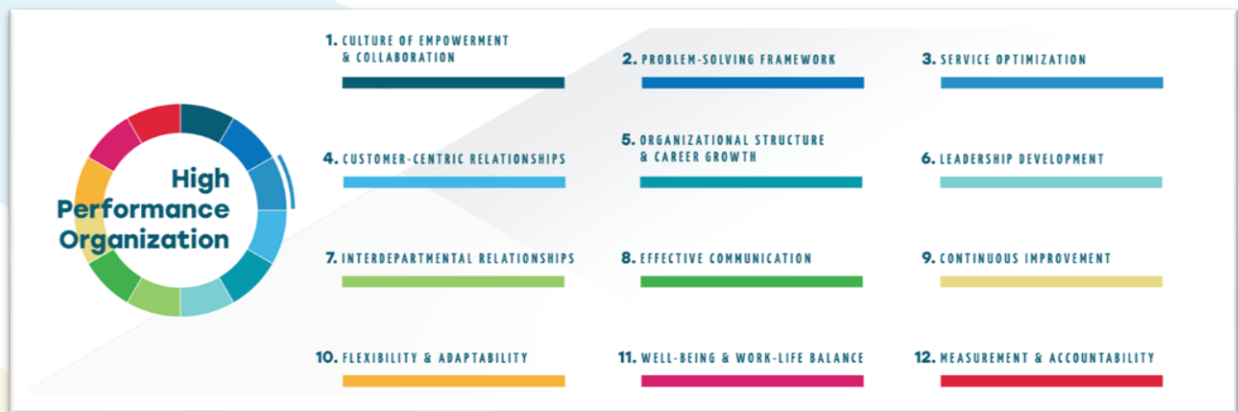 High
Performance
Organization
1. CULTURE OF EMPOWERMENT
& COLLABORATION
2. PROBLEM-SOLVING FRAMEWORK
3. SERVICE OPTIMIZATION
4. CUSTOMER-CENTRIC RELATIONSHIPS
5. ORGANIZATIONAL STRUCTURE
& CAREER GROWTH
6. LEADERSHIP DEVELOPMENT
7. INTERDEPARTMENTAL RELATIONSHIPS
8. EFFECTIVE COMMUNICATION
9. CONTINUOUS IMPROVEMENT
10. FLEXIBILITY & ADAPTABILITY
11. WELL-BEING & WORK-LIFE BALANCE
12. MEASUREMENT & ACCOUNTABILITY